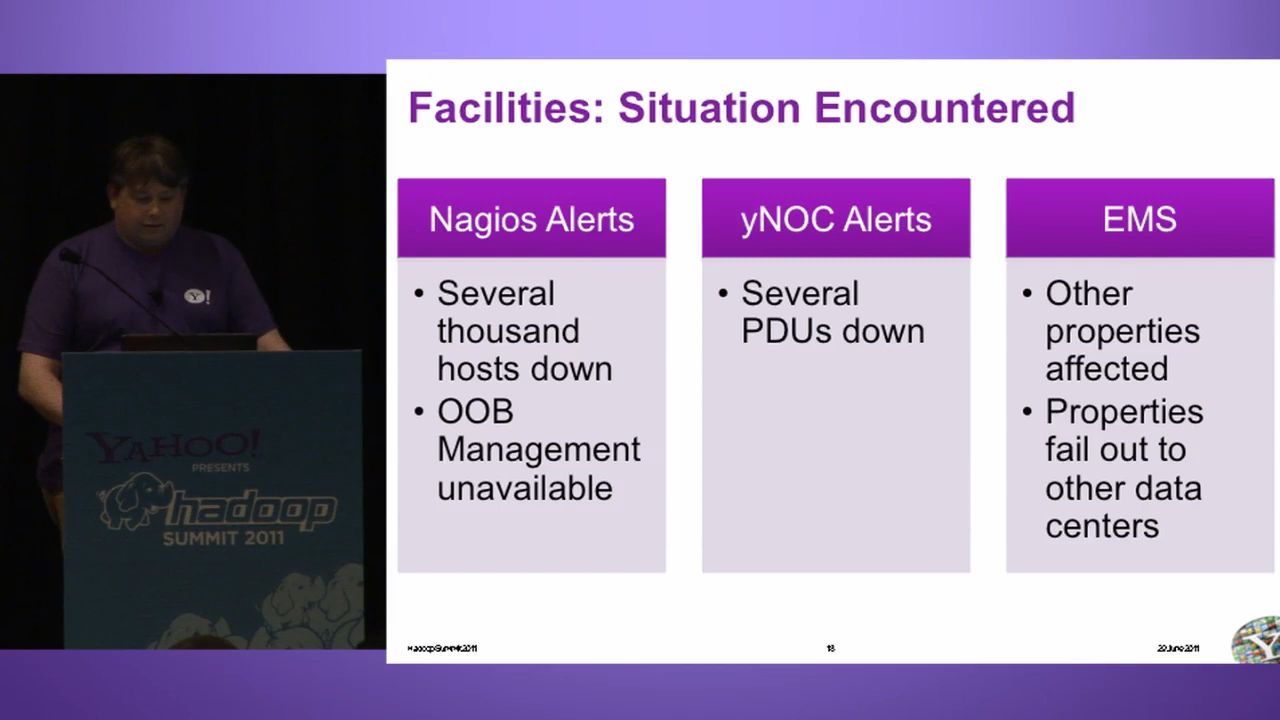 Facilities: Situation Encountered
Nagios Alerts
• Several
thousand
hosts down
• OOB
Management
unavailable
yNOC Alerts
• Several
PDUs down
EMS
• Other
properties
affected
• Properties
fail out to
other data
centers
Hadoop Summit 2011
18
29 June 2011
Y!
YAHOO!
PRESENTS
hadoop
SUMMIT 2011